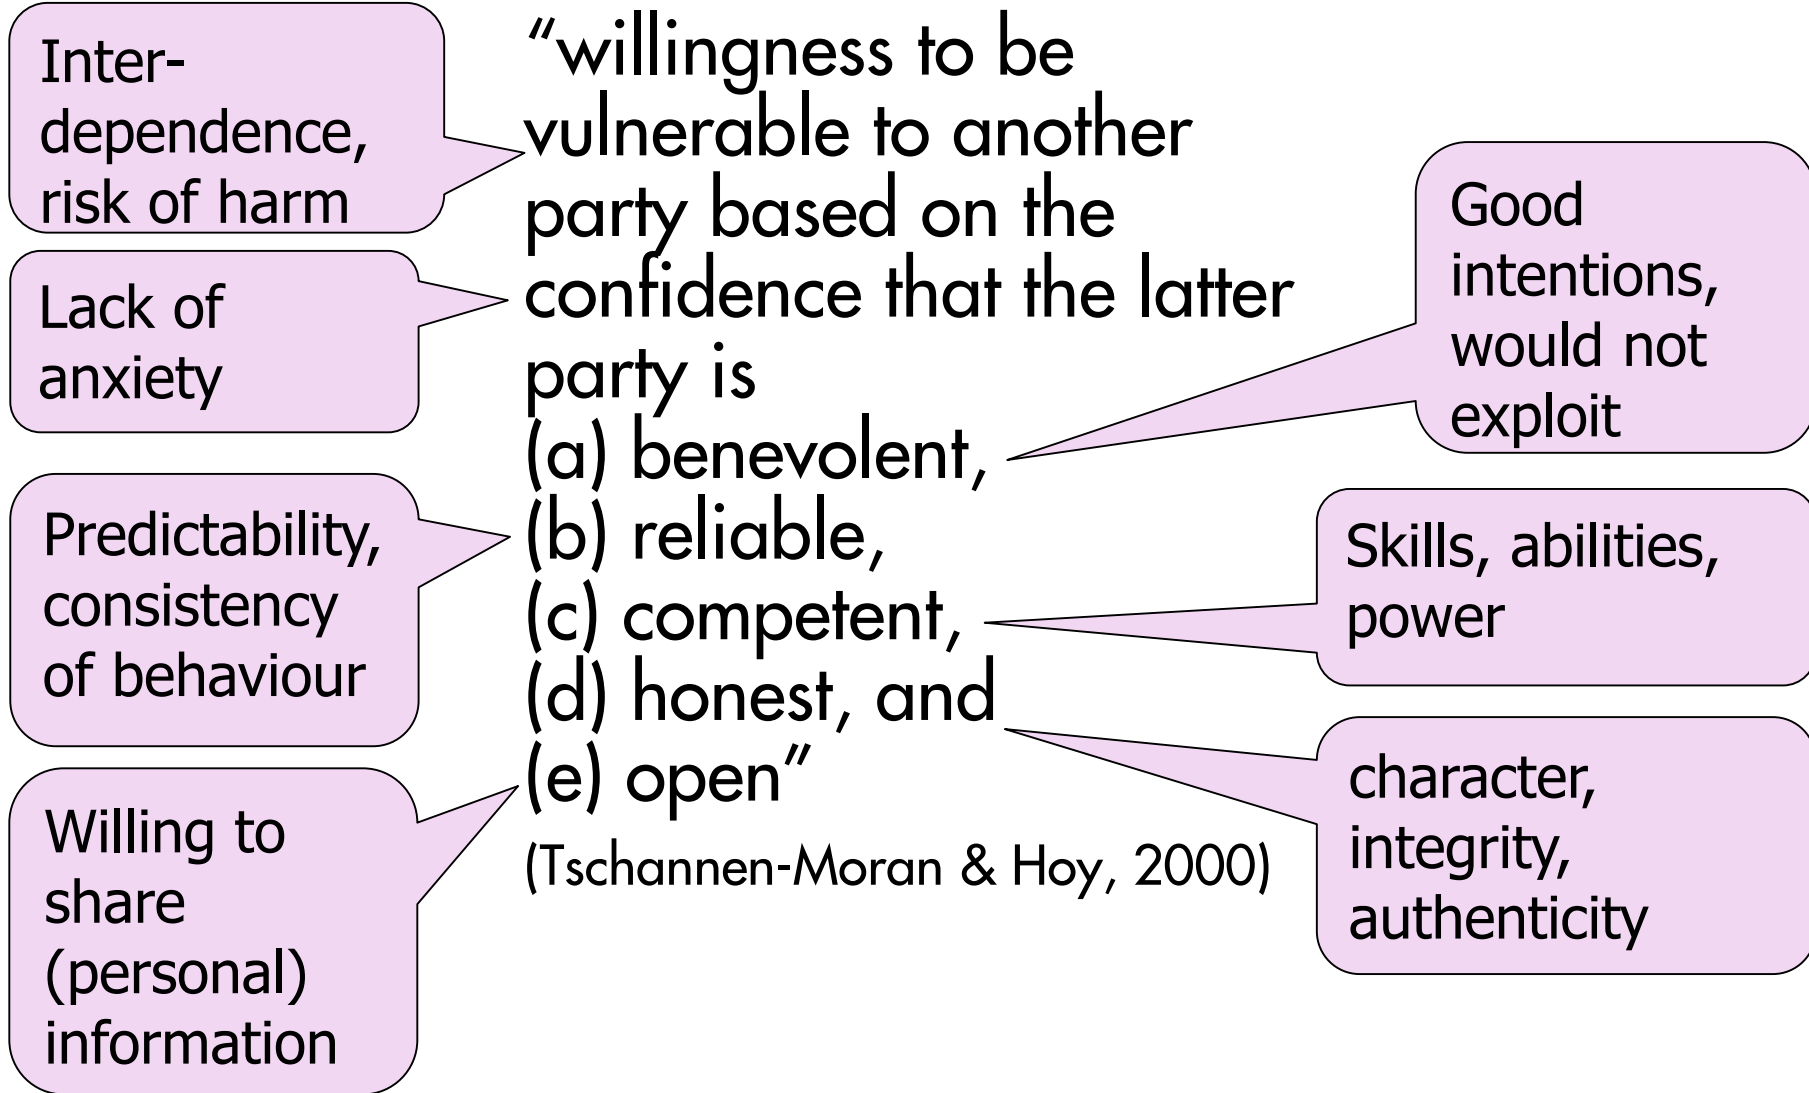 Inter-
dependence,
risk of harm
Lack of
anxiety
Predictability,
consistency
of behaviour
Willing to
share
(personal)
information
“willingness to be
vulnerable to another
party based on the
confidence that the latter
party is
(a) benevolent,
(b) reliable,
(c) competent,
(d) honest, and
(e) open”
(Tschannen-Moran & Hoy, 2000)
Good
intentions,
would not
exploit
Skills, abilities,
power
character,
integrity,
authenticity